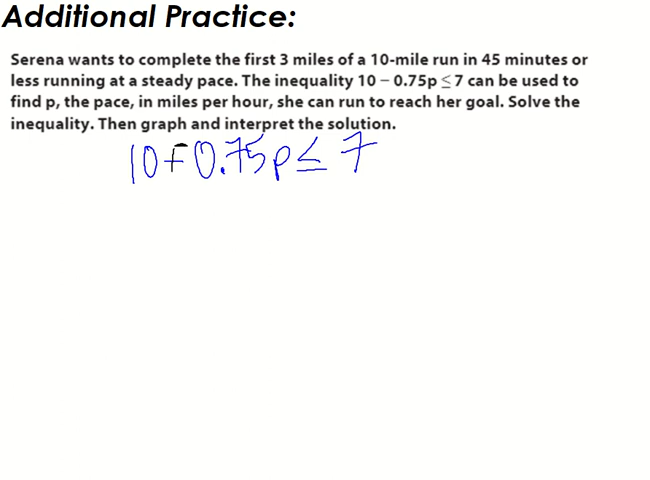 Additional Practice:
Serena wants to complete the first 3 miles of a 10-mile run in 45 minutes or
less running at a steady pace. The inequality 10 – 0.75p ≤ 7 can be used to
find p, the pace, in miles per hour, she can run to reach her goal. Solve the
inequality. Then graph and interpret the solution.
10 + 0.75p ≤ 7